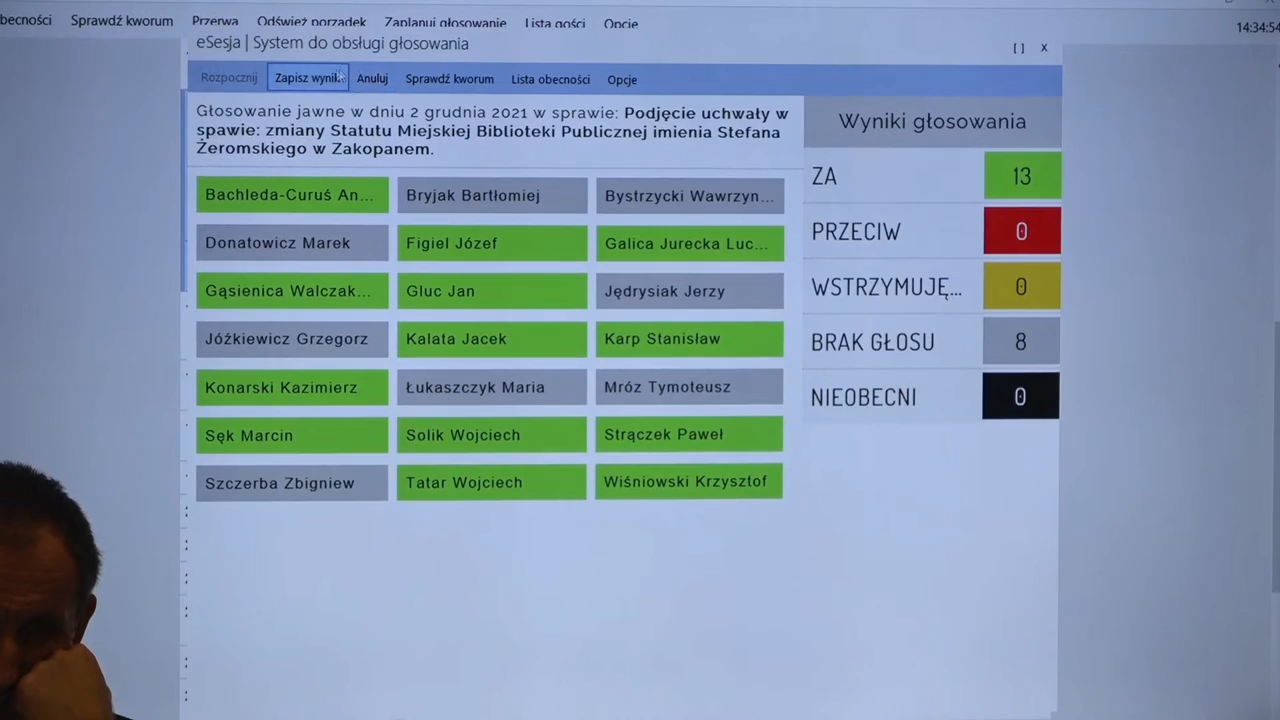 becności Sprawdź kworum Przerwa Odśwież porządek Zaplanuj głosowanie Lista gości Opcje
14:34:54
eSesja | System do obsługi głosowania
[ ] X
Rozpocznij Zapisz wyniki Anuluj Sprawdź kworum Lista obecności Opcje
Głosowanie jawne w dniu 2 grudnia 2021 w sprawie: Podjęcie uchwały w
spawie: zmiany Statutu Miejskiej Biblioteki Publicznej imienia Stefana
Żeromskiego w Zakopanem.
Wyniki głosowania
Bachleda-Curuś An... Bryjak Bartłomiej Bystrzycki Wawrzyn...
Donatowicz Marek Figiel Józef Galica Jurecka Luc...
Gąsienica Walczak... Gluc Jan Jędrysiak Jerzy
Jóźkiewicz Grzegorz Kalata Jacek Karp Stanisław
Konarski Kazimierz Łukaszczyk Maria Mróz Tymoteusz
Sęk Marcin Solik Wojciech Strączek Paweł
Szczerba Zbigniew Tatar Wojciech Wiśniowski Krzysztof
ZA 13
PRZECIW 0
WSTRZYMUJĘ... 0
BRAK GŁOSU 8
NIEOBECNI 0